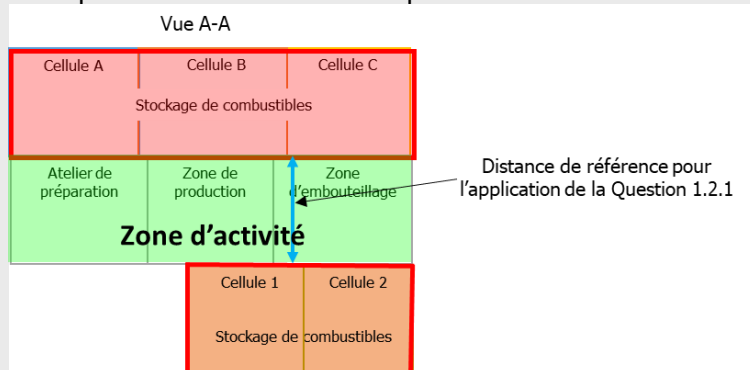 Vue A-A
Cellule A
Cellule B
Cellule C
Stockage de combustibles
Atelier de
préparation
Zone de
production
Zone
d'embouteillage
Distance de référence pour
l'application de la Question 1.2.1
Zone d'activité
Cellule 1
Cellule 2
Stockage de combustibles